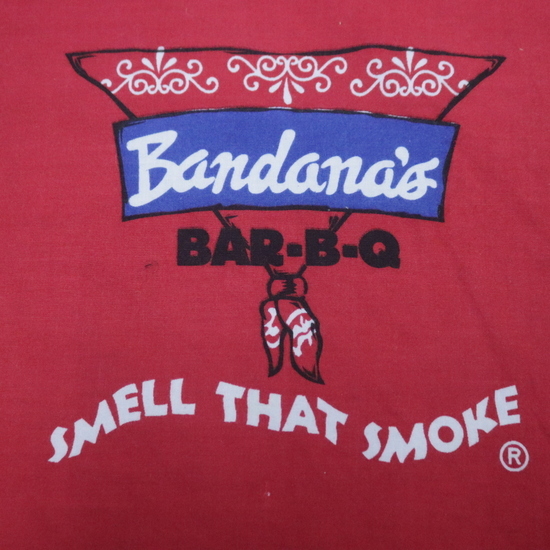 Bandana's
BAR-B-Q
SMELL THAT SMOKE
®